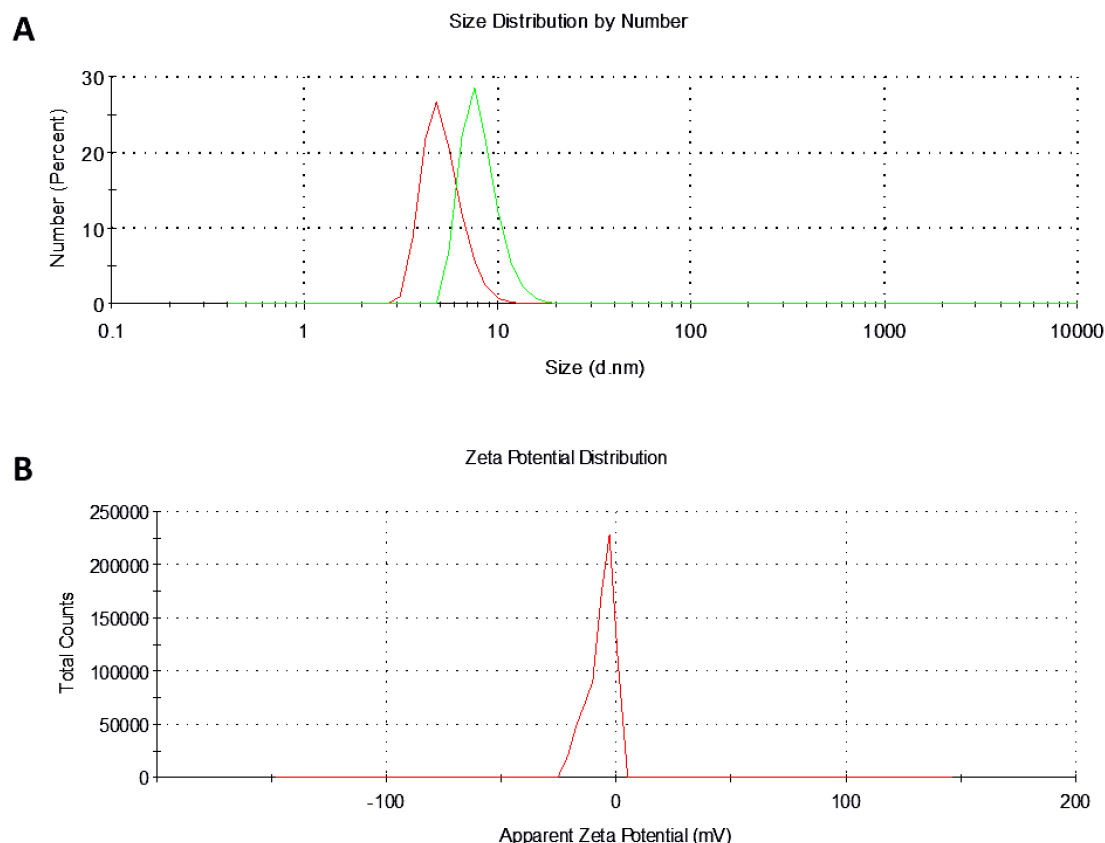 A
Size Distribution by Number
Number (Percent)
30
20
10
0
0.1 1 10 100 1000 10000
Size (d.nm)
B
Zeta Potential Distribution
Total Counts
250000
200000
150000
100000
50000
0
-100 0 100 200
Apparent Zeta Potential (mV)